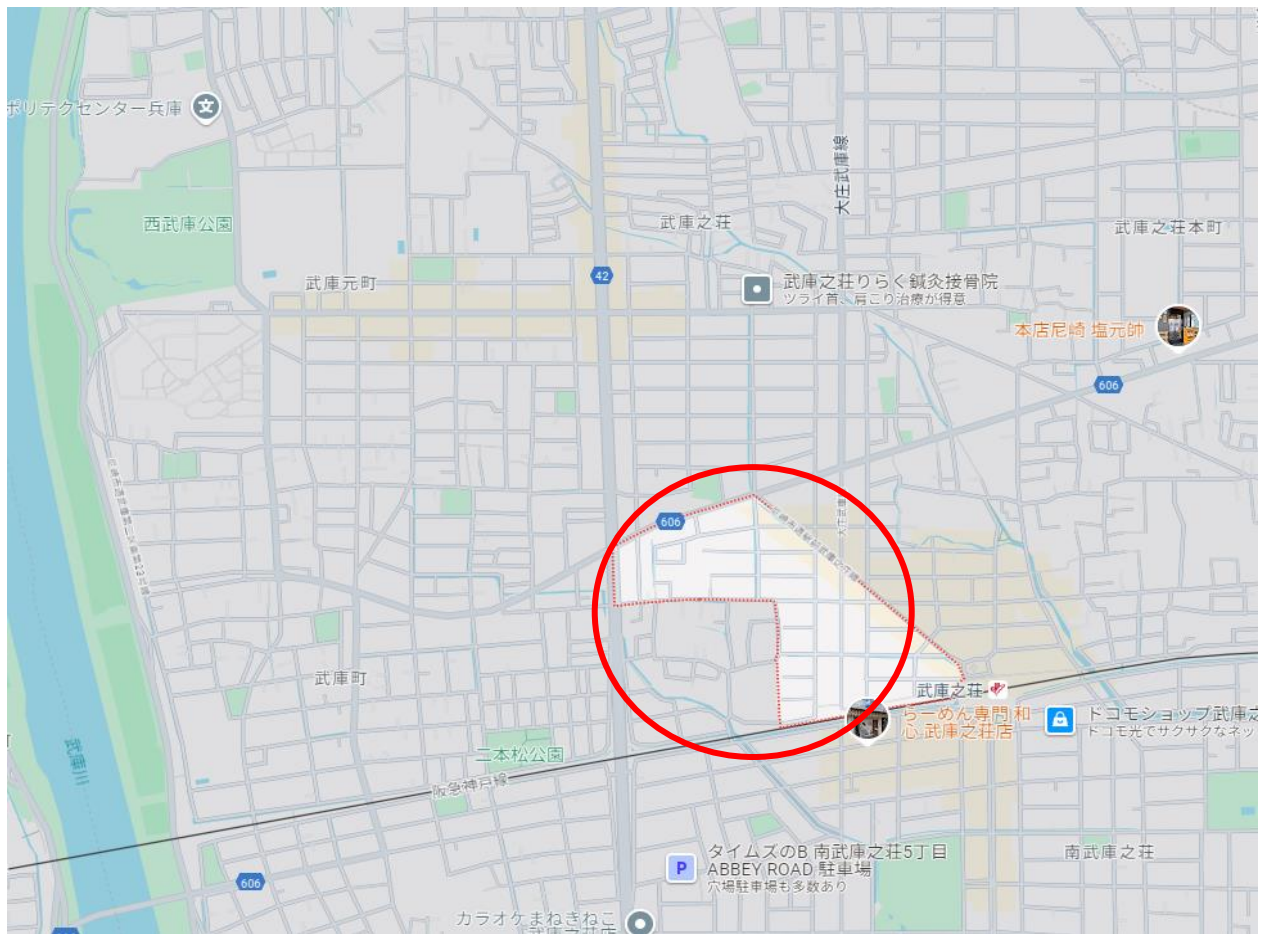 ポリテクセンター兵庫
文
西武庫公園
武庫之荘
大庄武庫線
武庫之荘本町
武庫元町
42
武庫之荘りらく鍼灸接骨院
ツライ首、肩こり治療が得意
本店尼崎 塩元帥
606
606
武庫町
武庫之荘
らーめん専門 和
心 武庫之荘店
ドコモショップ武庫之
ドコモ光でサクサクなネッ
武庫川
二本松公園
阪急神戸線
P
タイムズのB 南武庫之荘5丁目
ABBEY ROAD 駐車場
穴場駐車場も多数あり
南武庫之荘
606
カラオケまねきねこ
武庫之荘店